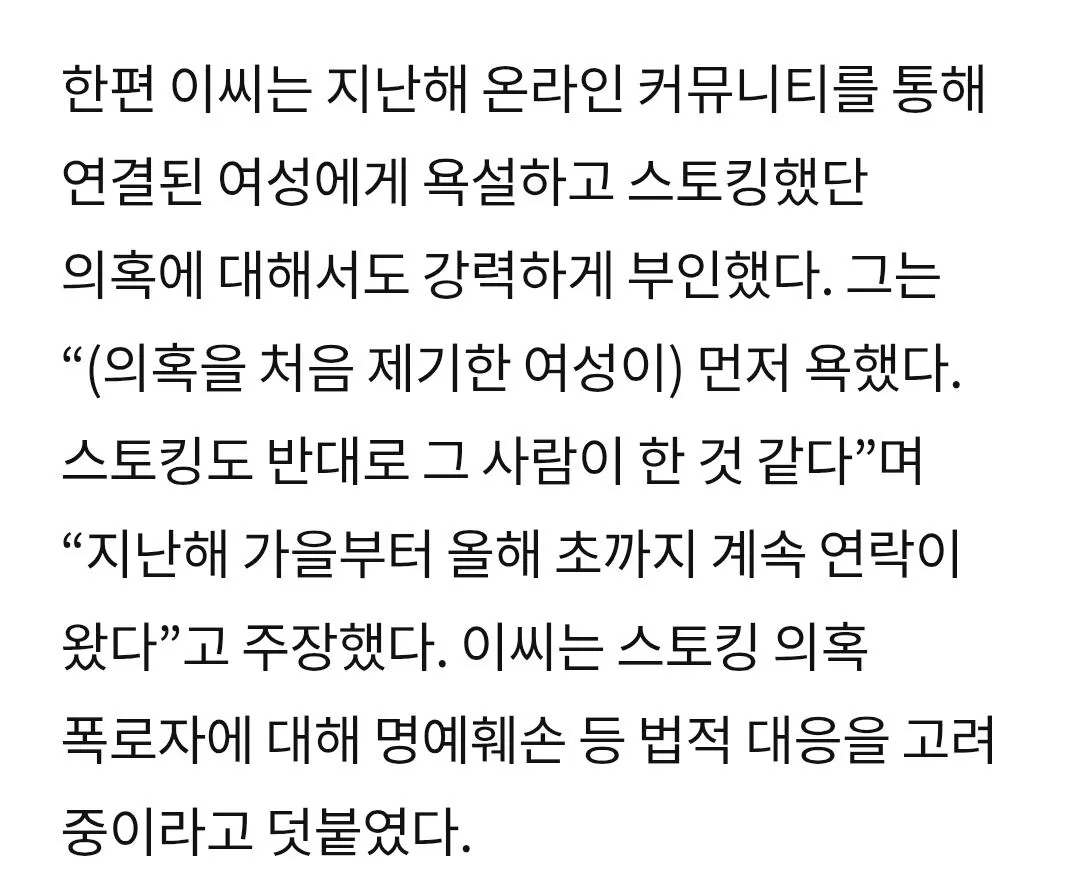 한편 이씨는 지난해 온라인 커뮤니티를 통해
연결된 여성에게 욕설하고 스토킹했단
의혹에 대해서도 강력하게 부인했다. 그는
“(의혹을 처음 제기한 여성이) 먼저 욕했다.
스토킹도 반대로 그 사람이 한 것 같다”며
“지난해 가을부터 올해 초까지 계속 연락이
왔다”고 주장했다. 이씨는 스토킹 의혹
폭로자에 대해 명예훼손 등 법적 대응을 고려
중이라고 덧붙였다.